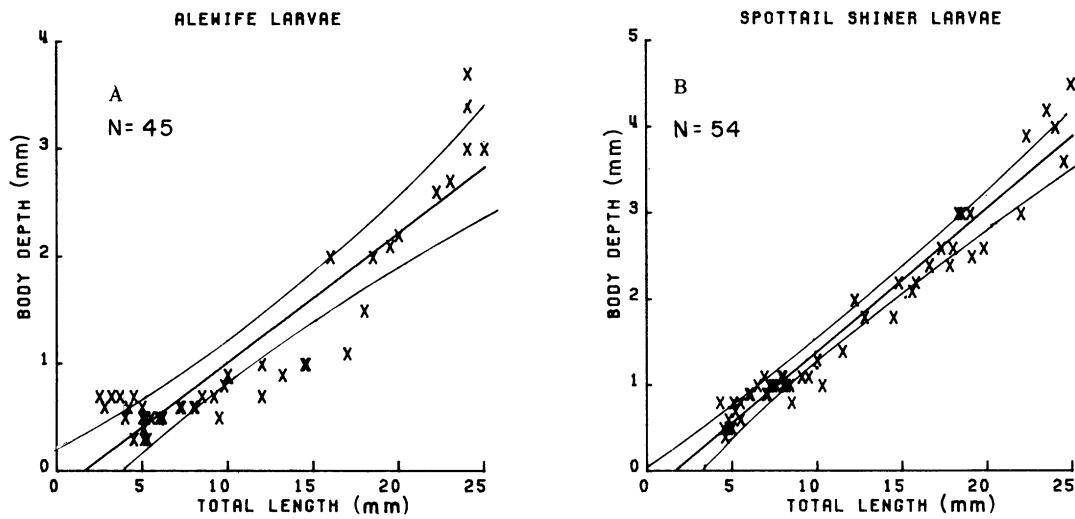 ALEWIFE LARVAE
4
3
2
1
0
BODY DEPTH (mm)
A
N= 45
0 5 10 15 20 25
TOTAL LENGTH (mm)
SPOTTAIL SHINER LARVAE
5
4
3
2
1
0
BODY DEPTH (mm)
B
N= 54
0 5 10 15 20 25
TOTAL LENGTH (mm)